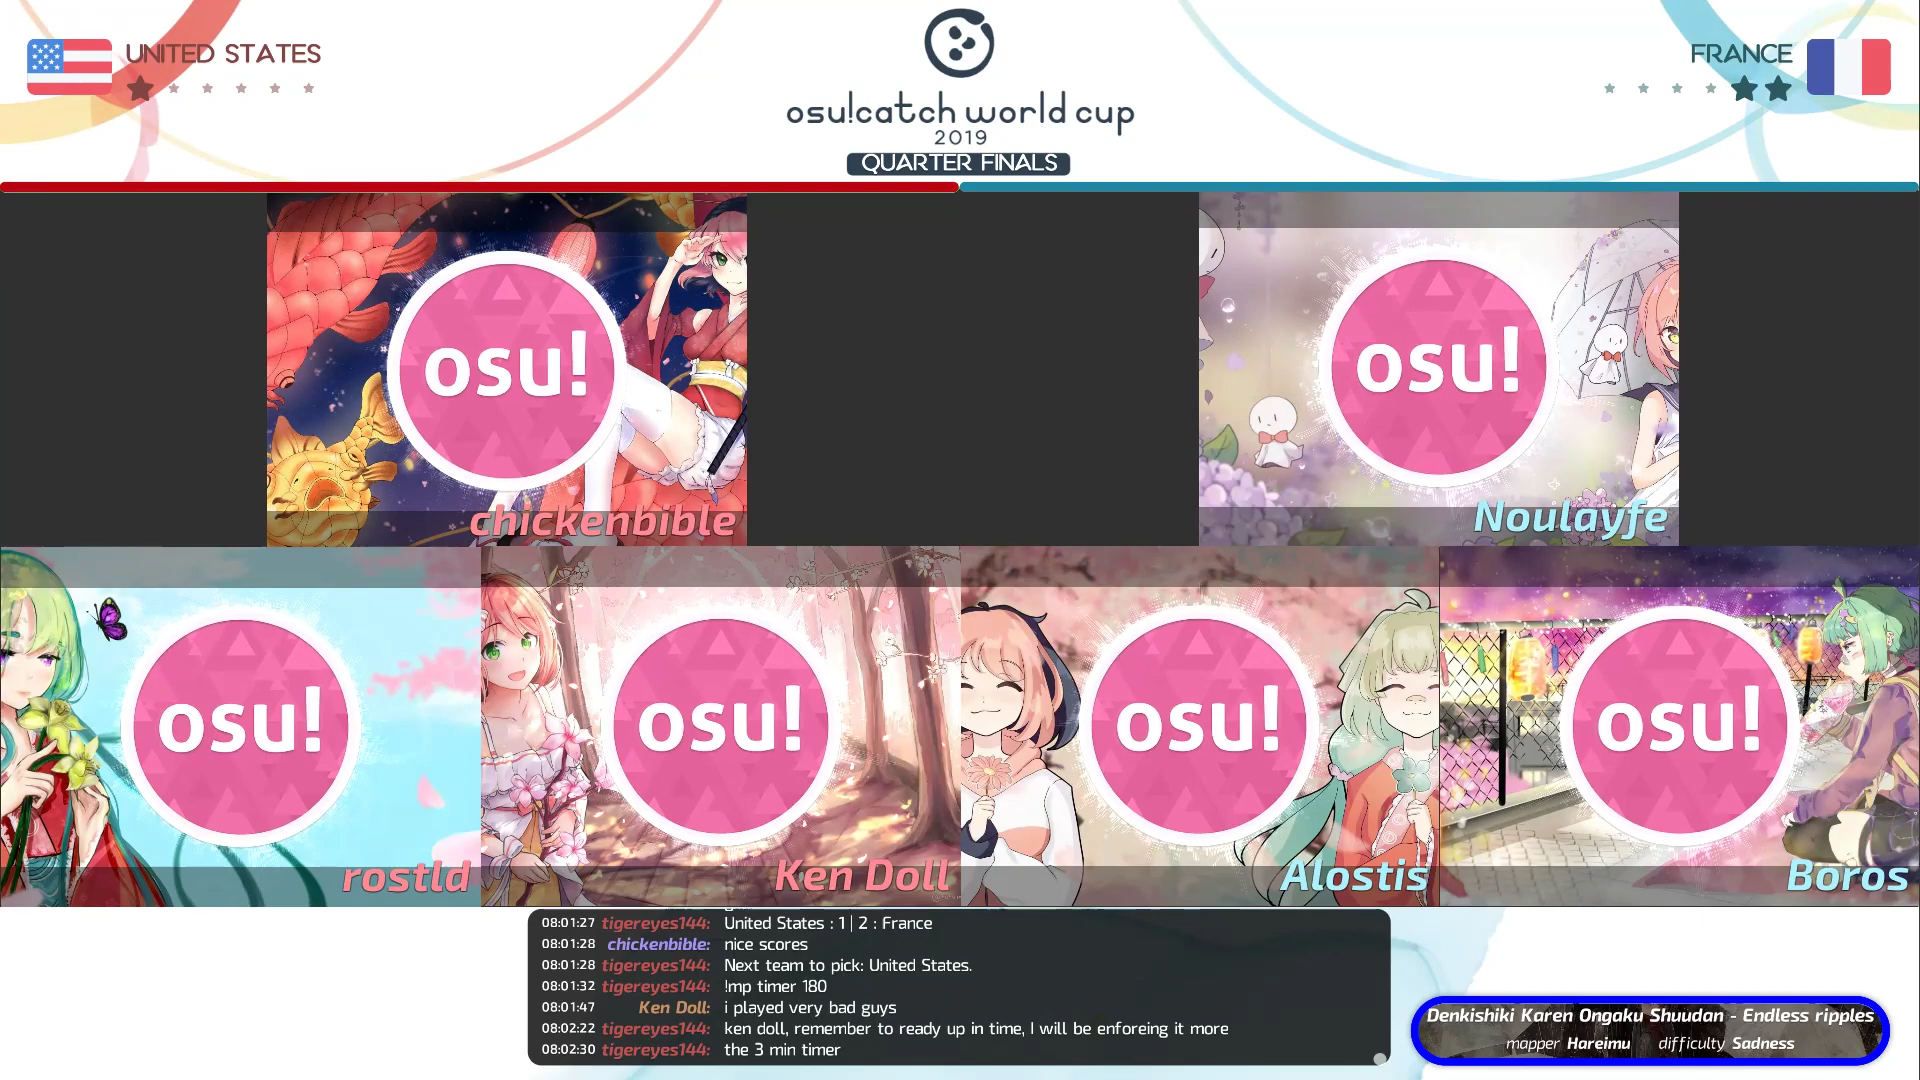 UNITED STATES
FRANCE
osu!catch world cup
2019
QUARTER FINALS
osu!
chickenbible
osu!
Noulayfe
osu!
rostld
osu!
Ken Doll
osu!
Alostis
osu!
Boros
08:01:27 tigereyes144: United States : 1 | 2 : France
08:01:28 chickenbible: nice scores
08:01:28 tigereyes144: Next team to pick: United States.
08:01:32 tigereyes144: !mp timer 180
08:01:47 Ken Doll: i played very bad guys
08:02:22 tigereyes144: ken doll, remember to ready up in time, I will be enforeing it more
08:02:30 tigereyes144: the 3 min timer
Denkishiki Karen Ongaku Shuudan - Endless ripples
mapper Hareimu difficulty Sadness